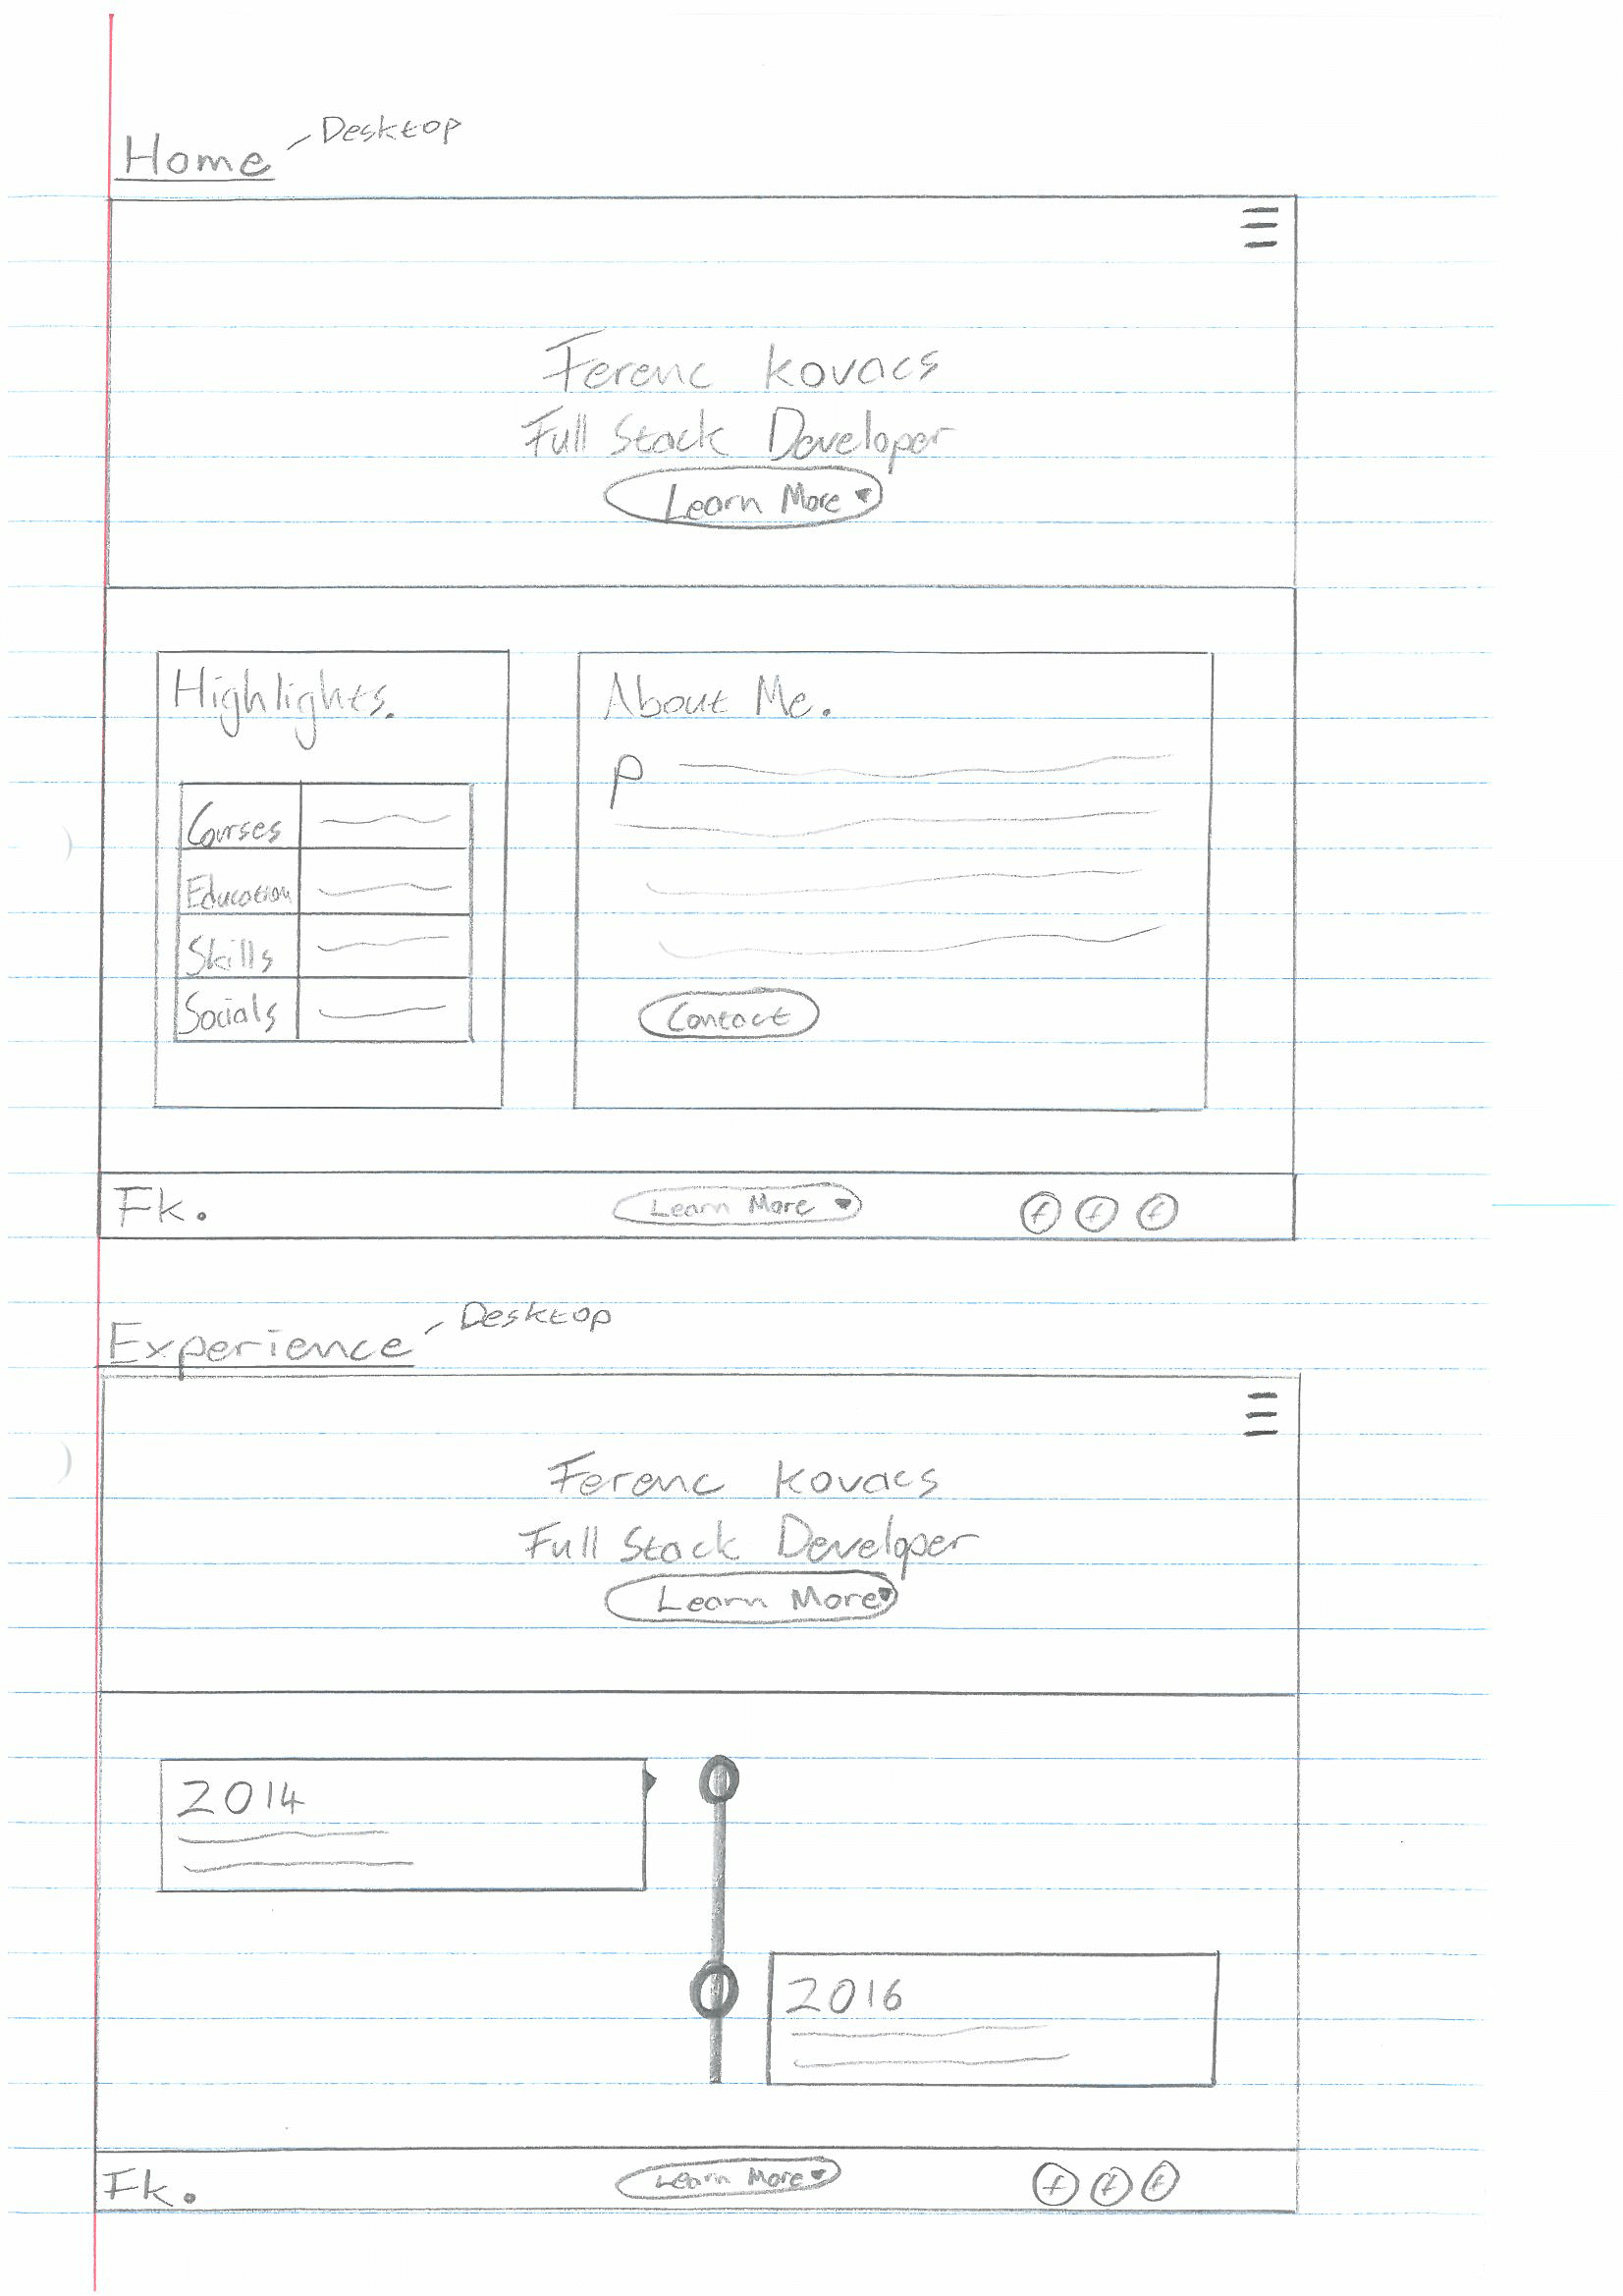 Home - Desktop
Ferenc Kovacs
Full Stack Developer
Learn More
Highlights.
Courses
Education
Skills
Socials
About Me.
P
Contact
Fk.
Learn More
f f f
Experience - Desktop
Ferenc Kovacs
Full Stack Developer
Learn More
2014
2016
Fk.
Learn More
f f f